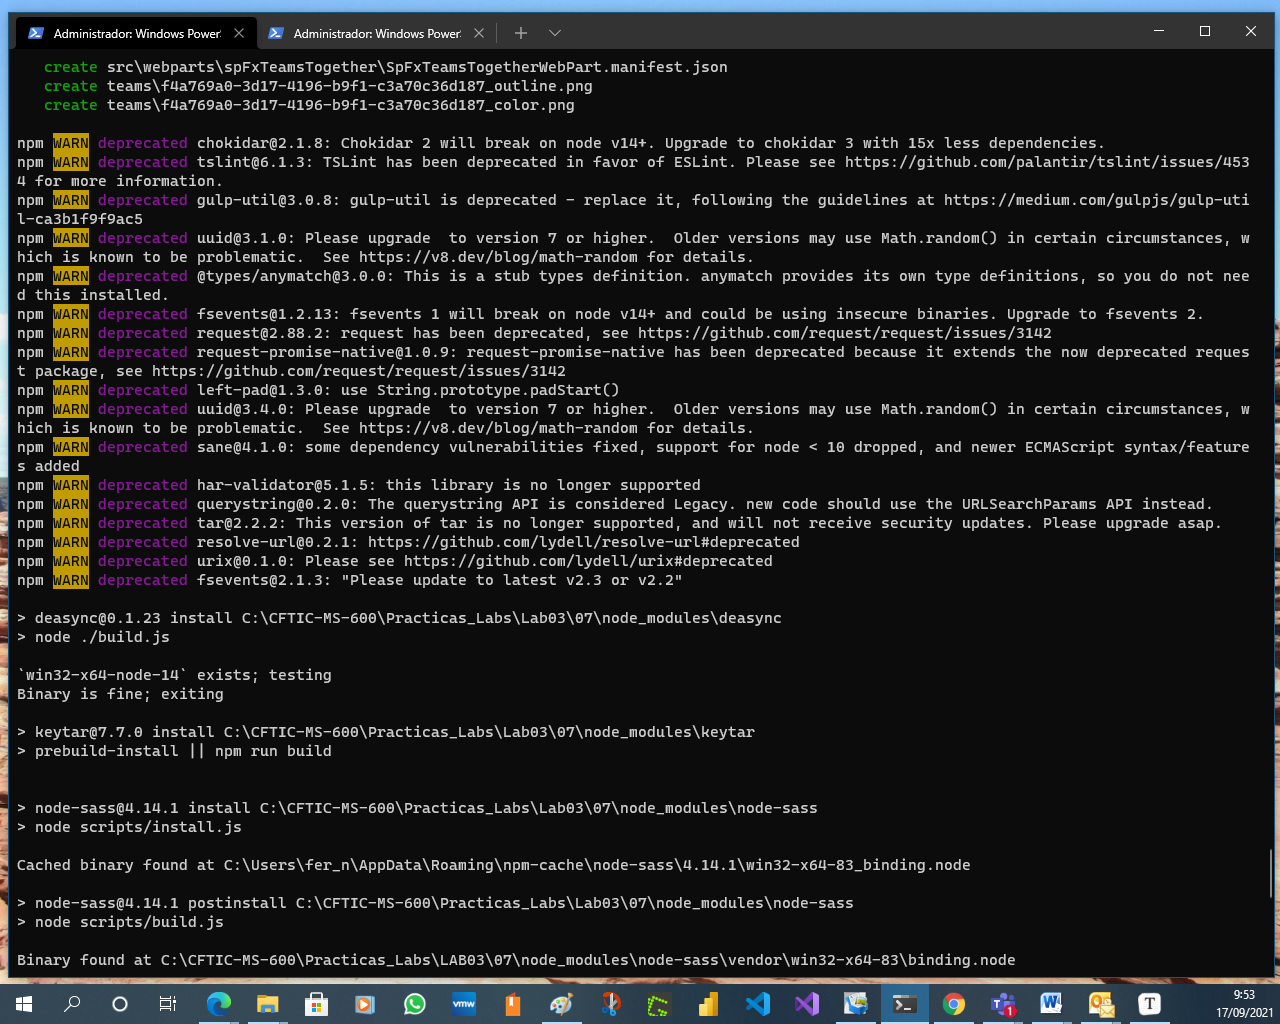 Administrador: Windows Power
Administrador: Windows Power
create src\webparts\spFxTeamsTogether\SpFxTeamsTogetherWebPart.manifest.json
create teams\f4a769a0-3d17-4196-b9f1-c3a70c36d187_outline.png
create teams\f4a769a0-3d17-4196-b9f1-c3a70c36d187_color.png
npm WARN deprecated chokidar@2.1.8: Chokidar 2 will break on node v14+. Upgrade to chokidar 3 with 15x less dependencies.
npm WARN deprecated tslint@6.1.3: TSLint has been deprecated in favor of ESLint. Please see https://github.com/palantir/tslint/issues/453
4 for more information.
npm WARN deprecated gulp-util@3.0.8: gulp-util is deprecated - replace it, following the guidelines at https://medium.com/gulpjs/gulp-uti
l-ca3b1f9f9ac5
npm WARN deprecated uuid@3.1.0: Please upgrade  to version 7 or higher.  Older versions may use Math.random() in certain circumstances, w
hich is known to be problematic.  See https://v8.dev/blog/math-random for details.
npm WARN deprecated @types/anymatch@3.0.0: This is a stub types definition. anymatch provides its own type definitions, so you do not nee
d this installed.
npm WARN deprecated fsevents@1.2.13: fsevents 1 will break on node v14+ and could be using insecure binaries. Upgrade to fsevents 2.
npm WARN deprecated request@2.88.2: request has been deprecated, see https://github.com/request/request/issues/3142
npm WARN deprecated request-promise-native@1.0.9: request-promise-native has been deprecated because it extends the now deprecated reques
t package, see https://github.com/request/request/issues/3142
npm WARN deprecated left-pad@1.3.0: use String.prototype.padStart()
npm WARN deprecated uuid@3.4.0: Please upgrade  to version 7 or higher.  Older versions may use Math.random() in certain circumstances, w
hich is known to be problematic.  See https://v8.dev/blog/math-random for details.
npm WARN deprecated sane@4.1.0: some dependency vulnerabilities fixed, support for node < 10 dropped, and newer ECMAScript syntax/feature
s added
npm WARN deprecated har-validator@5.1.5: this library is no longer supported
npm WARN deprecated querystring@0.2.0: The querystring API is considered Legacy. new code should use the URLSearchParams API instead.
npm WARN deprecated tar@2.2.2: This version of tar is no longer supported, and will not receive security updates. Please upgrade asap.
npm WARN deprecated resolve-url@0.2.1: https://github.com/lydell/resolve-url#deprecated
npm WARN deprecated urix@0.1.0: Please see https://github.com/lydell/urix#deprecated
npm WARN deprecated fsevents@2.1.3: "Please update to latest v2.3 or v2.2"
> deasync@0.1.23 install C:\CFTIC-MS-600\Practicas_Labs\Lab03\07\node_modules\deasync
> node ./build.js
`win32-x64-node-14` exists; testing
Binary is fine; exiting
> keytar@7.7.0 install C:\CFTIC-MS-600\Practicas_Labs\Lab03\07\node_modules\keytar
> prebuild-install || npm run build
> node-sass@4.14.1 install C:\CFTIC-MS-600\Practicas_Labs\Lab03\07\node_modules\node-sass
> node scripts/install.js
Cached binary found at C:\Users\fer_n\AppData\Roaming\npm-cache\node-sass\4.14.1\win32-x64-83_binding.node
> node-sass@4.14.1 postinstall C:\CFTIC-MS-600\Practicas_Labs\Lab03\07\node_modules\node-sass
> node scripts/build.js
Binary found at C:\CFTIC-MS-600\Practicas_Labs\LAB03\07\node_modules\node-sass\vendor\win32-x64-83\binding.node
vmw
1
T
9:53
17/09/2021